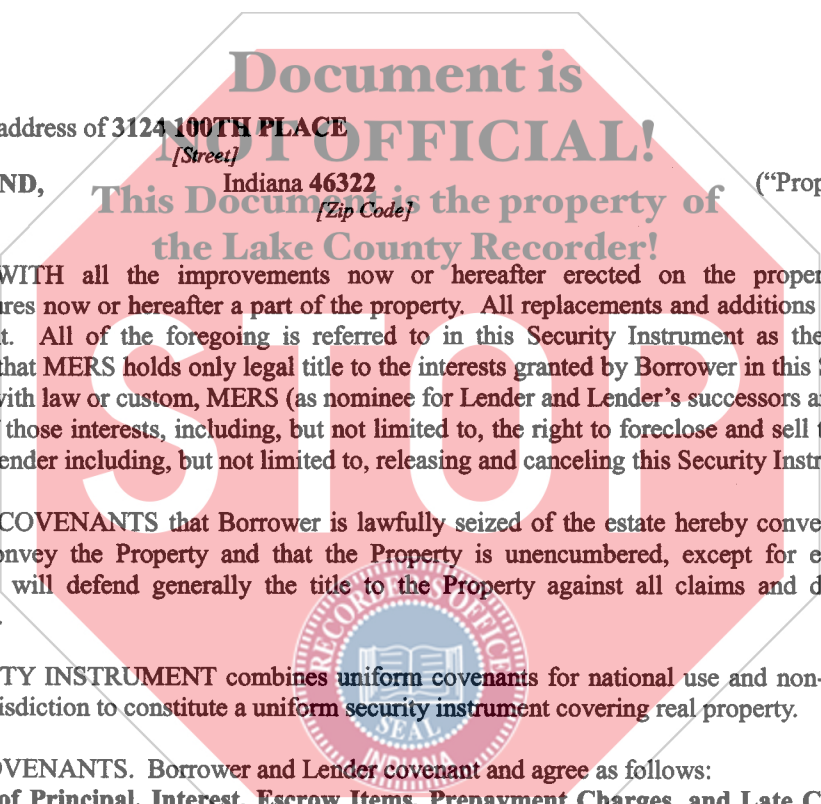 Document is
address of 3124 100TH PLACE
NOT OFFICIAL!
[Street]
ND, Indiana 46322 ("Prop
This Document is the property of
[Zip Code]
the Lake County Recorder!
WITH all the improvements now or hereafter erected on the proper
ures now or hereafter a part of the property. All replacements and additions
t. All of the foregoing is referred to in this Security Instrument as the
that MERS holds only legal title to the interests granted by Borrower in this S
with law or custom, MERS (as nominee for Lender and Lender's successors a
those interests, including, but not limited to, the right to foreclose and sell t
ender including, but not limited to, releasing and canceling this Security Instr
STOP
COVENANTS that Borrower is lawfully seized of the estate hereby conve
onvey the Property and that the Property is unencumbered, except for e
will defend generally the title to the Property against all claims and d
RECORDER'S OFFICE
TY INSTRUMENT combines uniform covenants for national use and non-
isdiction to constitute a uniform security instrument covering real property.
SEAL
INDIANA
OVENANTS. Borrower and Lender covenant and agree as follows:
of Principal, Interest, Escrow Items, Prepayment Charges, and Late C